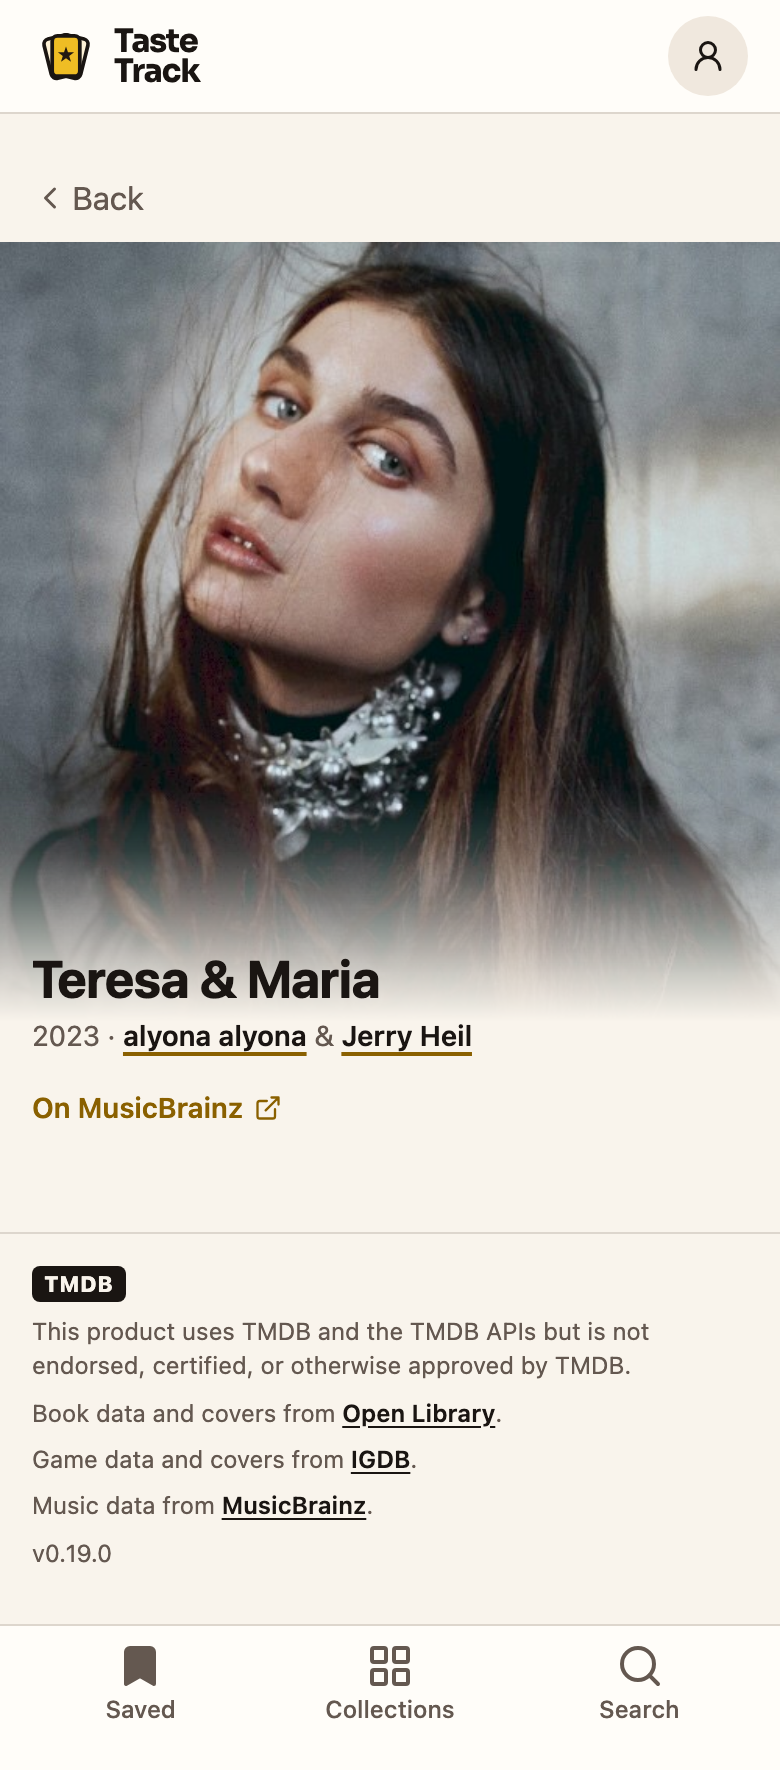 Taste
Track
Back
Teresa & Maria
2023 · alyona alyona & Jerry Heil
On MusicBrainz
TMDB
This product uses TMDB and the TMDB APIs but is not
endorsed, certified, or otherwise approved by TMDB.
Book data and covers from Open Library.
Game data and covers from IGDB.
Music data from MusicBrainz.
v0.19.0
Saved
Collections
Search